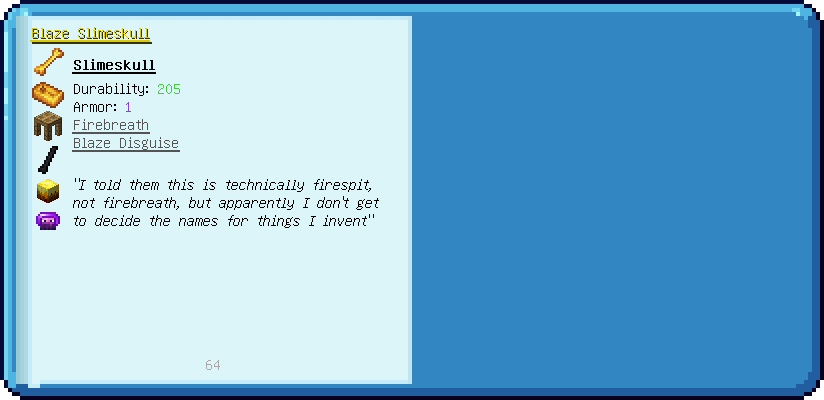 Blaze Slimeskull
Slimeskull
Durability: 205
Armor: 1
Firebreath
Blaze Disguise
"I told them this is technically firespit,
not firebreath, but apparently I don't get
to decide the names for things I invent"
64